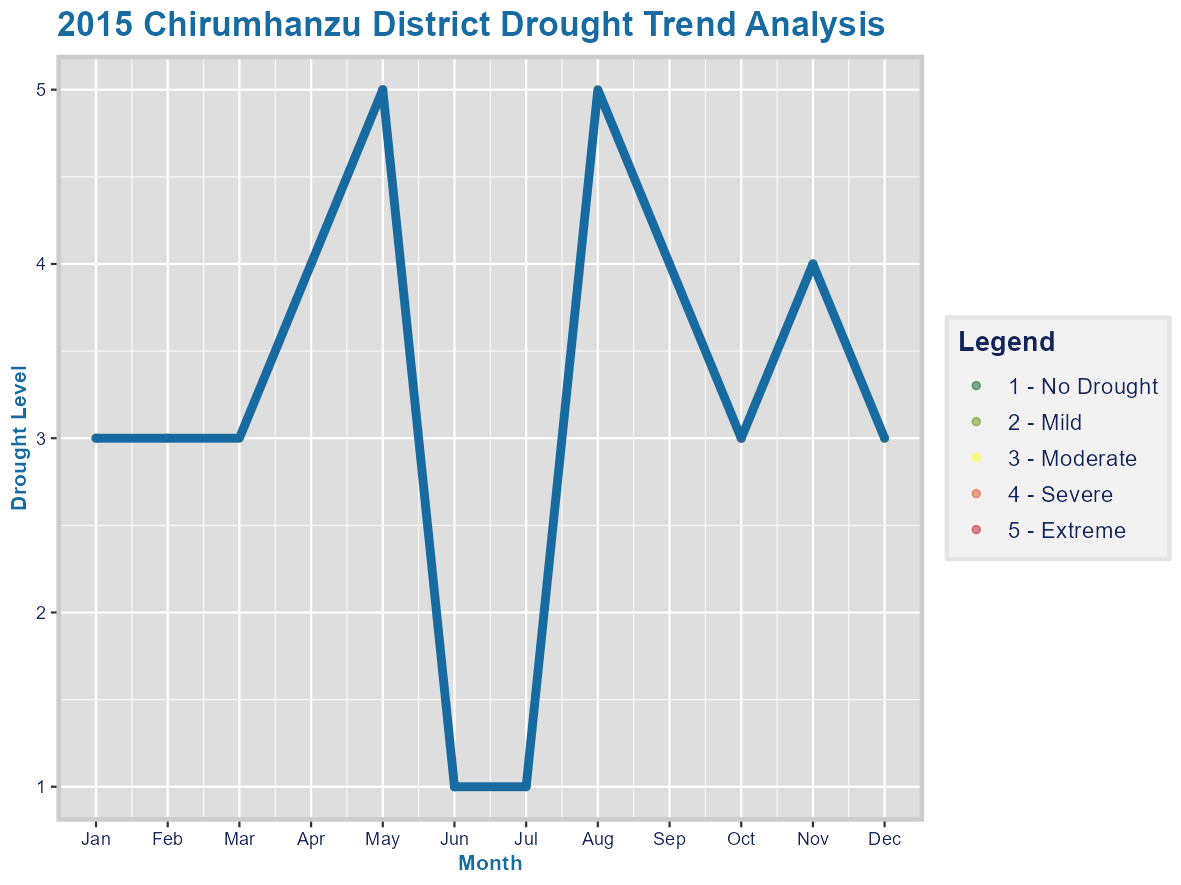 2015 Chirumhanzu District Drought Trend Analysis
5
4
3
2
1
Drought Level
Jan Feb Mar Apr May Jun Jul Aug Sep Oct Nov Dec
Month
Legend
1 - No Drought
2 - Mild
3 - Moderate
4 - Severe
5 - Extreme